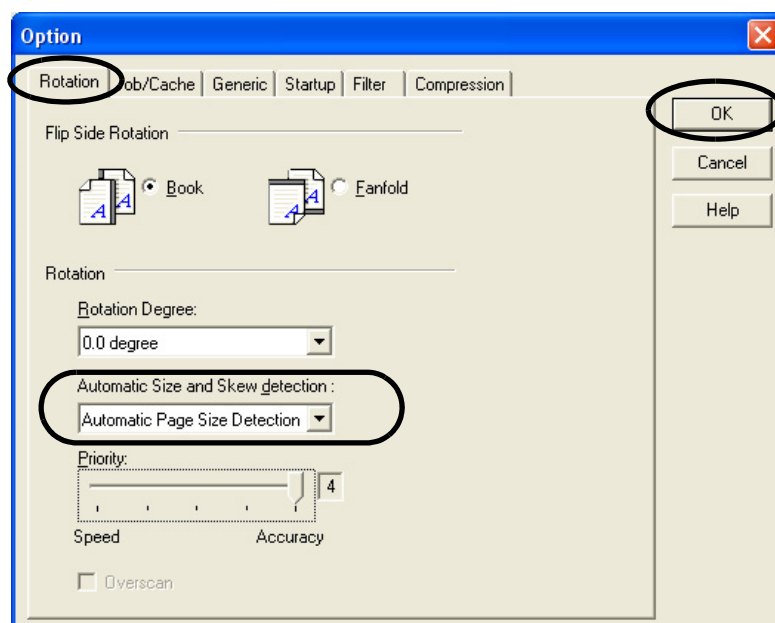 Option
Rotation Job/Cache Generic Startup Filter Compression
OK
Flip Side Rotation
Cancel
A A Book A A Fanfold
Help
Rotation
Rotation Degree:
0.0 degree
Automatic Size and Skew detection :
Automatic Page Size Detection
Priority:
4
Speed Accuracy
Overscan